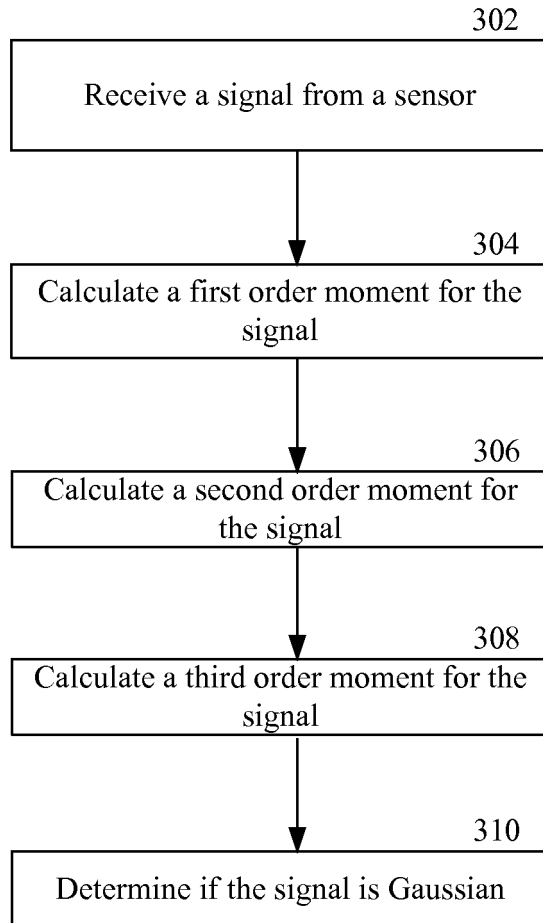 302
Receive a signal from a sensor
304
Calculate a first order moment for the
signal
306
Calculate a second order moment for
the signal
308
Calculate a third order moment for the
signal
310
Determine if the signal is Gaussian